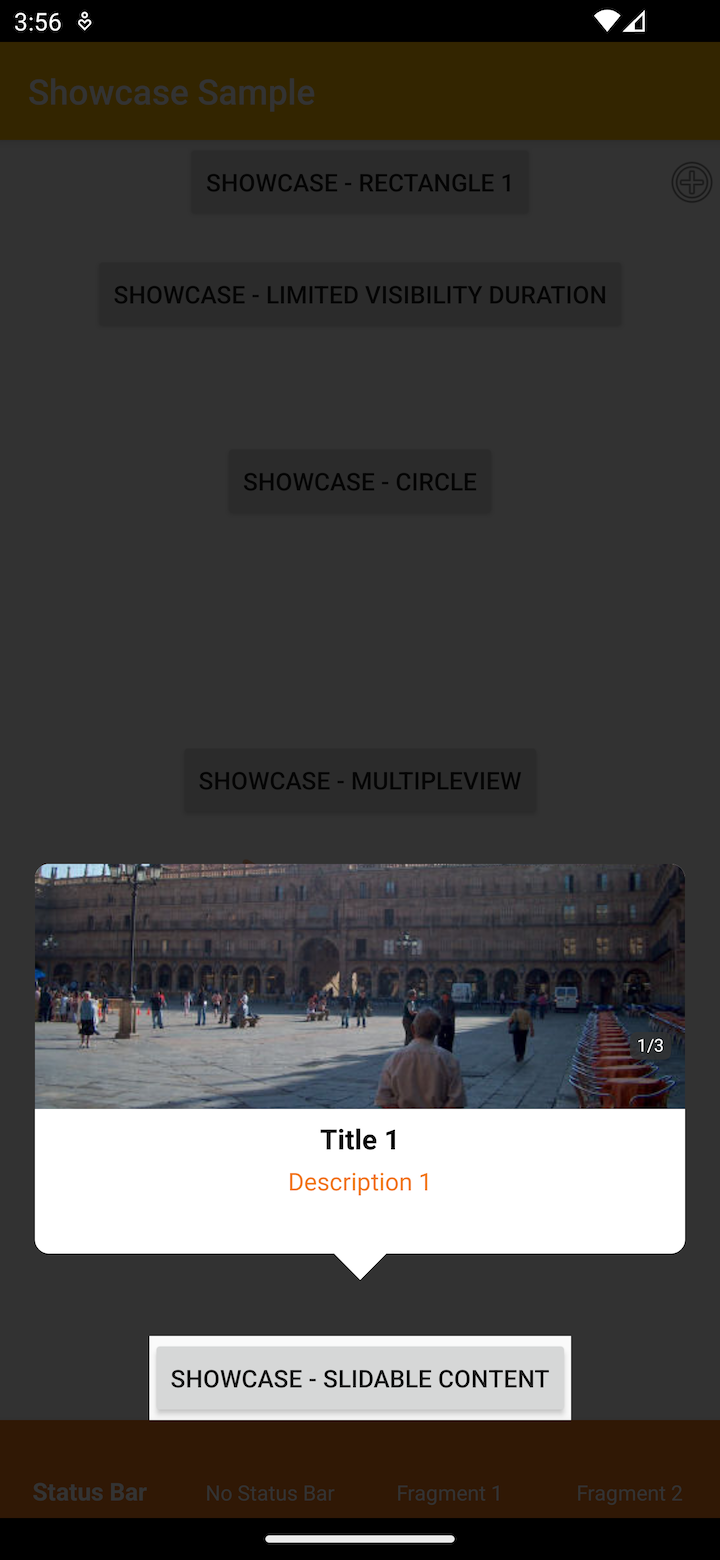 3:56
Showcase Sample
SHOWCASE - RECTANGLE 1
SHOWCASE - LIMITED VISIBILITY DURATION
SHOWCASE - CIRCLE
SHOWCASE - MULTIPLEVIEW
1/3
Title 1
Description 1
SHOWCASE - SLIDABLE CONTENT
Status Bar No Status Bar Fragment 1 Fragment 2